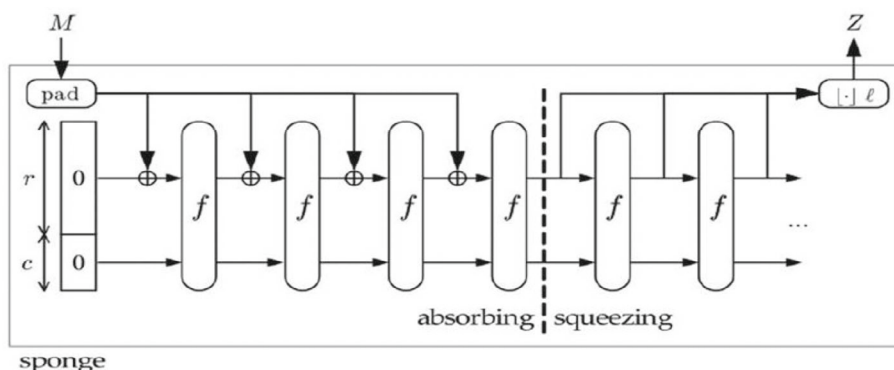 M Z
pad ⌊·⌋ ℓ
r 0 f f f f f f
c 0 ...
absorbing squeezing
sponge